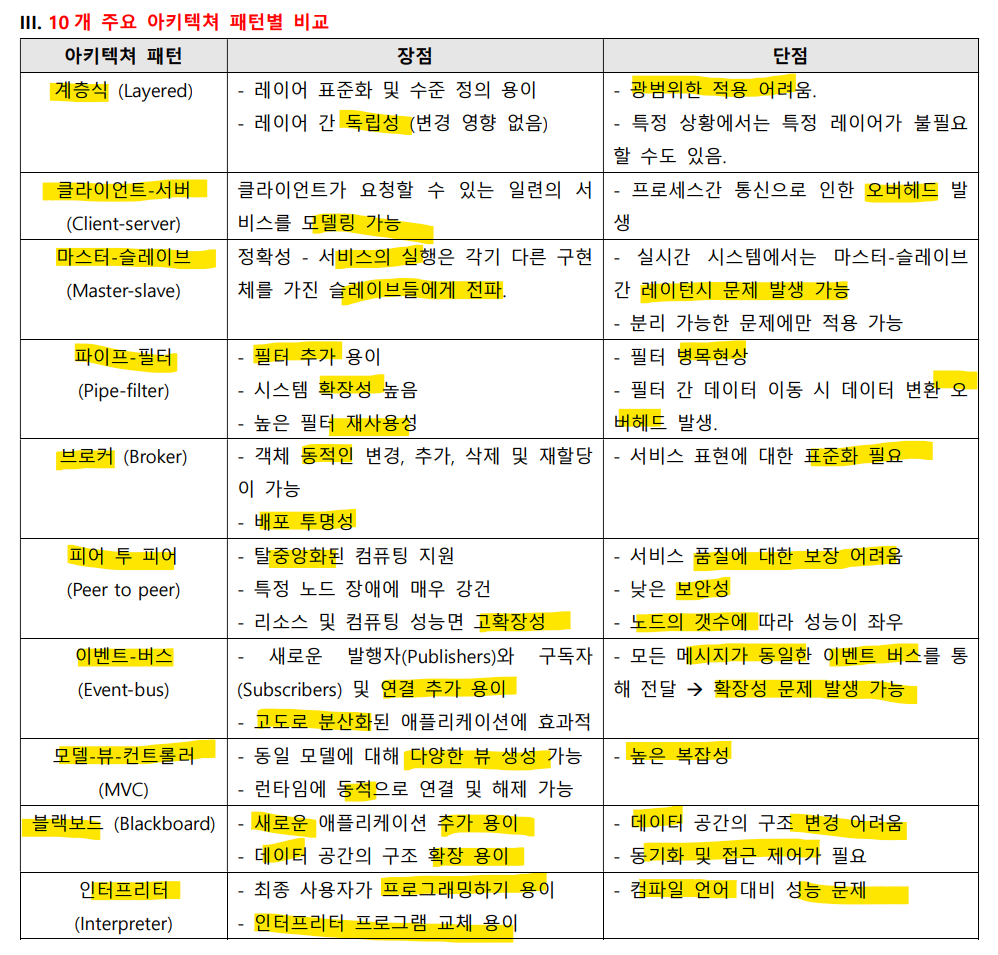 III. 10개 주요 아키텍쳐 패턴별 비교
아키텍쳐 패턴 장점 단점
계층식 (Layered)
- 레이어 표준화 및 수준 정의 용이
- 레이어 간 독립성 (변경 영향 없음)
- 광범위한 적용 어려움.
- 특정 상황에서는 특정 레이어가 불필요
할 수도 있음.
클라이언트-서버
(Client-server)
클라이언트가 요청할 수 있는 일련의 서
비스를 모델링 가능
- 프로세스간 통신으로 인한 오버헤드 발
생
마스터-슬레이브
(Master-slave)
정확성 - 서비스의 실행은 각기 다른 구현
체를 가진 슬레이브들에게 전파.
- 실시간 시스템에서는 마스터-슬레이브
간 레이턴시 문제 발생 가능
- 분리 가능한 문제에만 적용 가능
파이프-필터
(Pipe-filter)
- 필터 추가 용이
- 시스템 확장성 높음
- 높은 필터 재사용성
- 필터 병목현상
- 필터 간 데이터 이동 시 데이터 변환 오
버헤드 발생.
브로커 (Broker)
- 객체 동적인 변경, 추가, 삭제 및 재할당
이 가능
- 배포 투명성
- 서비스 표현에 대한 표준화 필요
피어 투 피어
(Peer to peer)
- 탈중앙화된 컴퓨팅 지원
- 특정 노드 장애에 매우 강건
- 리소스 및 컴퓨팅 성능면 고확장성
- 서비스 품질에 대한 보장 어려움
- 낮은 보안성
- 노드의 갯수에 따라 성능이 좌우
이벤트-버스
(Event-bus)
- 새로운 발행자(Publishers)와 구독자
(Subscribers) 및 연결 추가 용이
- 고도로 분산화된 애플리케이션에 효과적
- 모든 메시지가 동일한 이벤트 버스를 통
해 전달 → 확장성 문제 발생 가능
모델-뷰-컨트롤러
(MVC)
- 동일 모델에 대해 다양한 뷰 생성 가능
- 런타임에 동적으로 연결 및 해제 가능
- 높은 복잡성
블랙보드 (Blackboard)
- 새로운 애플리케이션 추가 용이
- 데이터 공간의 구조 확장 용이
- 데이터 공간의 구조 변경 어려움
- 동기화 및 접근 제어가 필요
인터프리터
(Interpreter)
- 최종 사용자가 프로그래밍하기 용이
- 인터프리터 프로그램 교체 용이
- 컴파일 언어 대비 성능 문제